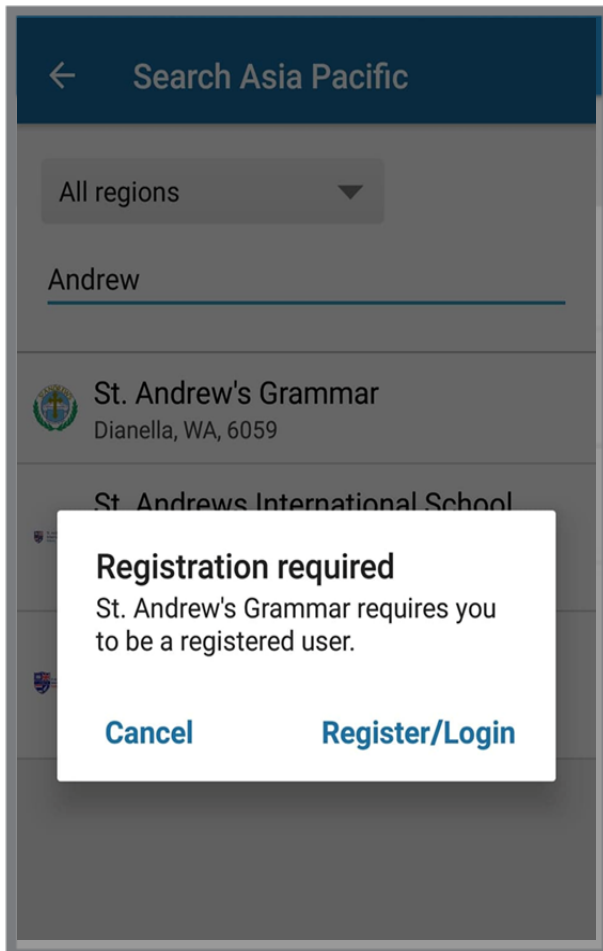 Search Asia Pacific
All regions
Andrew
St. Andrew's Grammar
Dianella, WA, 6059
St. Andrews International School
Registration required
St. Andrew's Grammar requires you
to be a registered user.
Cancel Register/Login